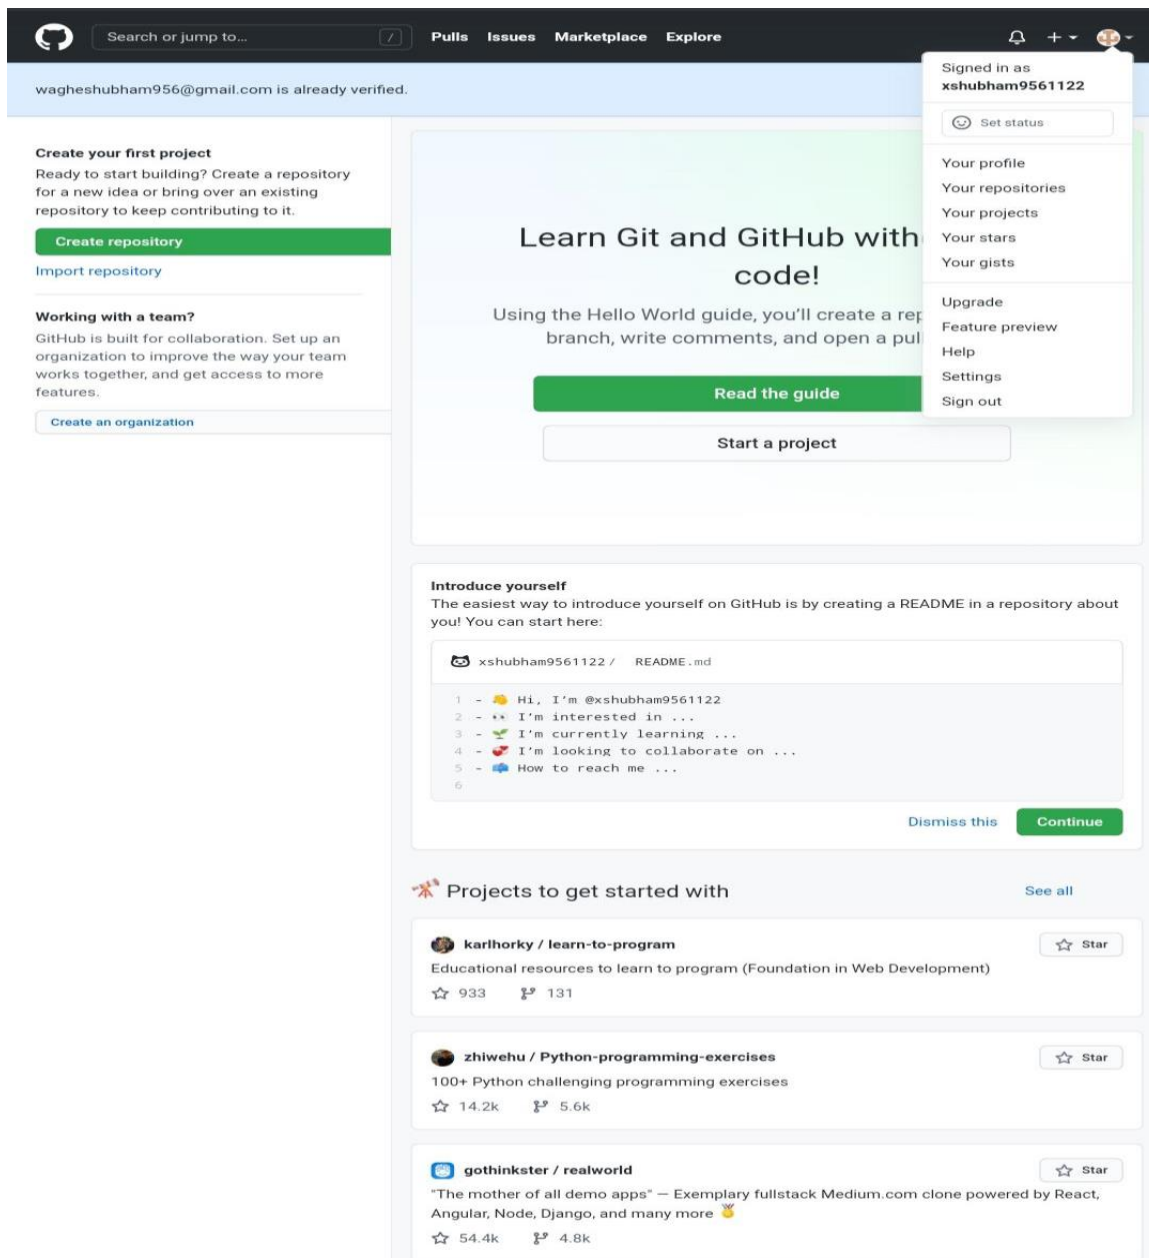 Search or jump to... /
Pulls Issues Marketplace Explore
wagheshubham956@gmail.com is already verified.
Signed in as
xshubham9561122
Set status
Your profile
Your repositories
Your projects
Your stars
Your gists
Upgrade
Feature preview
Help
Settings
Sign out
Create your first project
Ready to start building? Create a repository
for a new idea or bring over an existing
repository to keep contributing to it.
Create repository
Import repository
Working with a team?
GitHub is built for collaboration. Set up an
organization to improve the way your team
works together, and get access to more
features.
Create an organization
Learn Git and GitHub with
code!
Using the Hello World guide, you'll create a rep
branch, write comments, and open a pul
Read the guide
Start a project
Introduce yourself
The easiest way to introduce yourself on GitHub is by creating a README in a repository about
you! You can start here:
xshubham9561122 / README.md
1 - 👋 Hi, I'm @xshubham9561122
2 - 👀 I'm interested in ...
3 - 🌱 I'm currently learning ...
4 - 💞️ I'm looking to collaborate on ...
5 - 📫 How to reach me ...
6
Dismiss this Continue
Projects to get started with See all
karlhorky / learn-to-program Star
Educational resources to learn to program (Foundation in Web Development)
933 131
zhiwehu / Python-programming-exercises Star
100+ Python challenging programming exercises
14.2k 5.6k
gothinkster / realworld Star
"The mother of all demo apps" — Exemplary fullstack Medium.com clone powered by React,
Angular, Node, Django, and many more 🏅
54.4k 4.8k